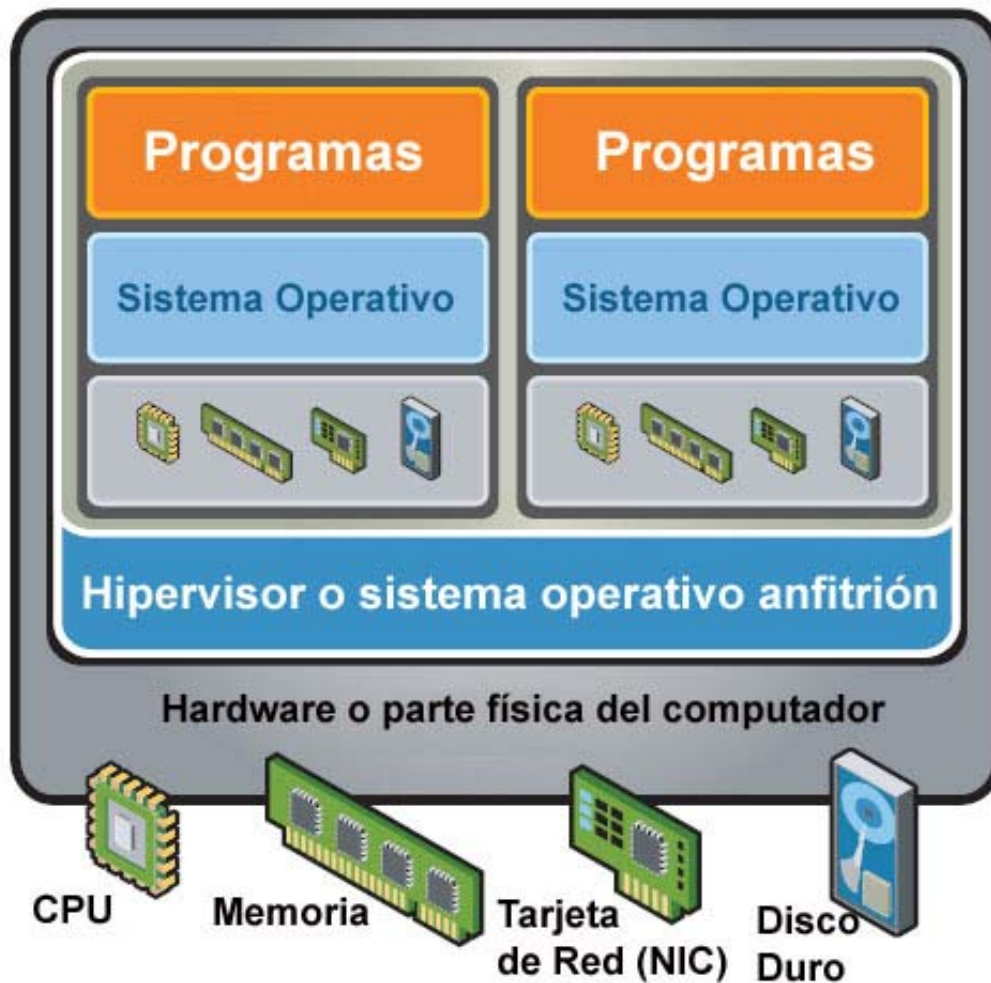 Programas
Programas
Sistema Operativo
Sistema Operativo
Hipervisor o sistema operativo anfitrión
Hardware o parte física del computador
CPU
Memoria
Tarjeta
de Red (NIC)
Disco
Duro